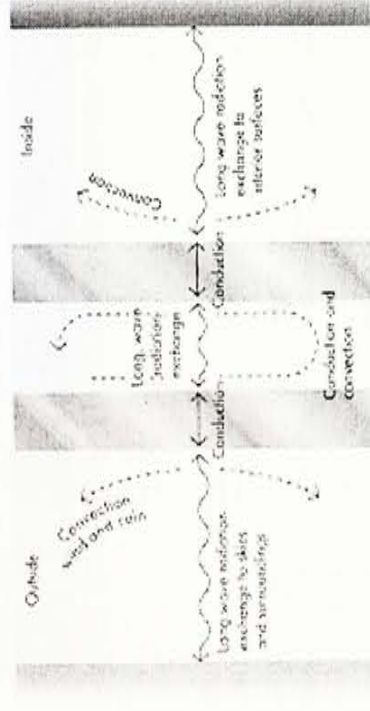 Outside
Inside
Convection
wind and rain
Convection
Long wave
radiation
exchange
Conduction
Conduction
Long wave radiation
exchange to skies
and surroundings
Long wave radiation
exchange to
interior surfaces
Conduction and
convection